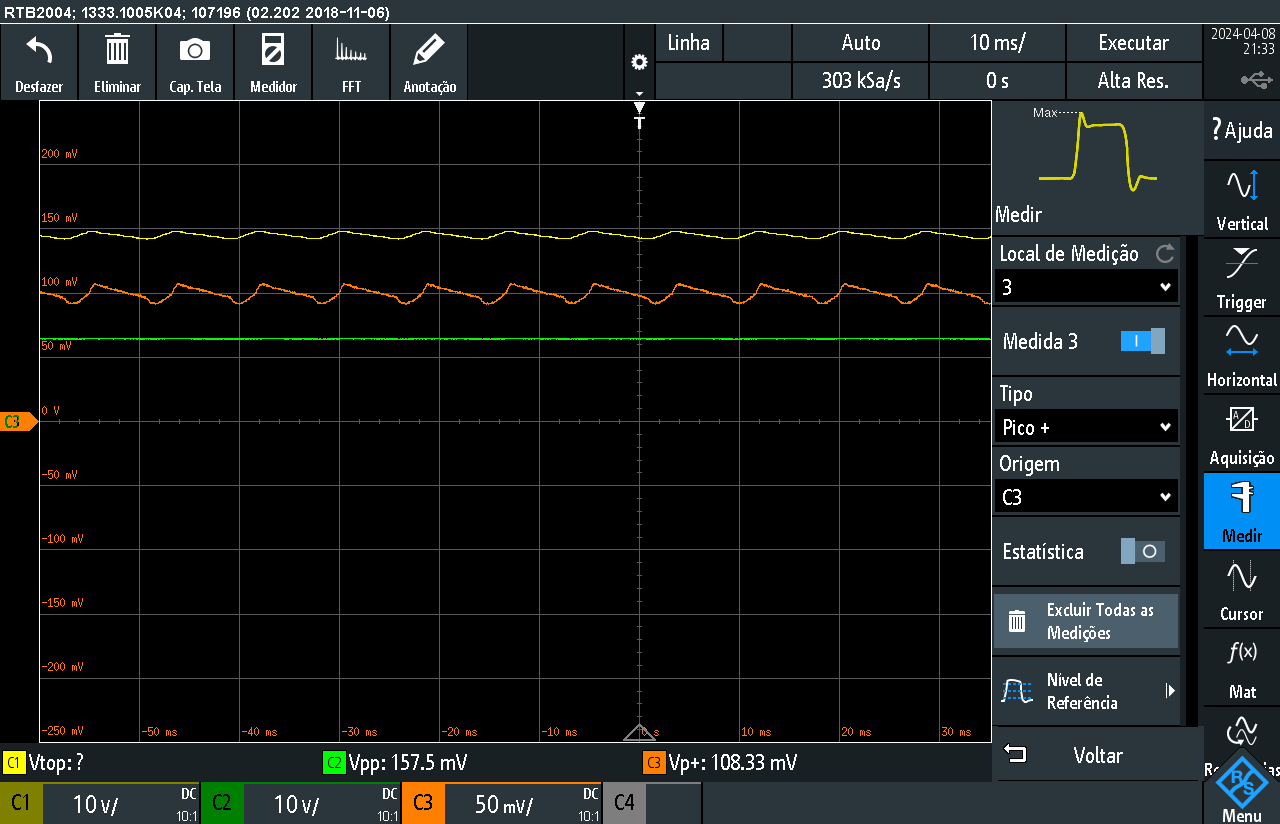 RTB2004; 1333.1005K04; 107196 (02.202 2018-11-06)
Desfazer
Eliminar
Cap. Tela
Medidor
FFT
Anotação
Linha
Auto
10 ms/
Executar
303 kSa/s
0 s
Alta Res.
2024-04-08
21:33
T
200 mV
150 mV
100 mV
50 mV
0 V
-50 mV
-100 mV
-150 mV
-200 mV
-250 mV
C3
-50 ms
-40 ms
-30 ms
-20 ms
-10 ms
0 s
10 ms
20 ms
30 ms
Max
Medir
Local de Medição
3
Medida 3
Tipo
Pico +
Origem
C3
Estatística
Excluir Todas as
Medições
Nível de
Referência
Voltar
? Ajuda
Vertical
Trigger
Horizontal
A/D
Aquisição
Medir
Cursor
f(x)
Mat
R/S
Menu
C1 Vtop: ?
C2 Vpp: 157.5 mV
C3 Vp+: 108.33 mV
C1 10 V/ DC 10:1
C2 10 V/ DC 10:1
C3 50 mV/ DC 10:1
C4